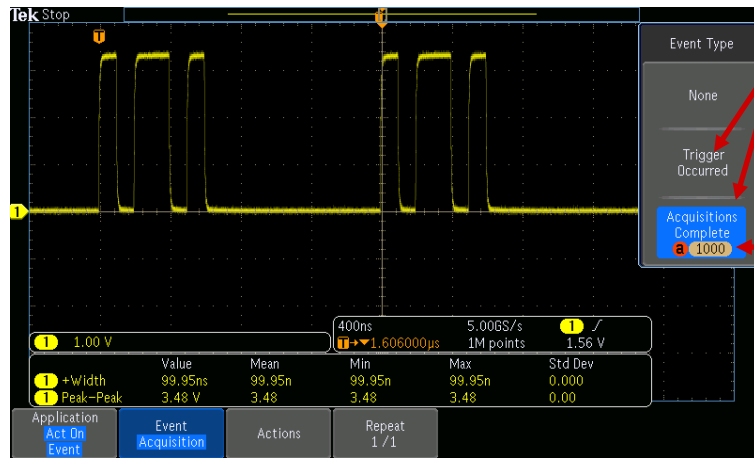 Tek Stop
T
T
Event Type
None
Trigger
Occurred
Acquisitions
Complete
a 1000
1
400ns 5.00GS/s 1 /
1 1.00 V T→▼1.606000µs 1M points 1.56 V
Value Mean Min Max Std Dev
1 +Width 99.95ns 99.95n 99.95n 99.95n 0.000
1 Peak-Peak 3.48 V 3.48 3.48 3.48 0.00
Application
Act On
Event
Event
Acquisition
Actions
Repeat
1 / 1